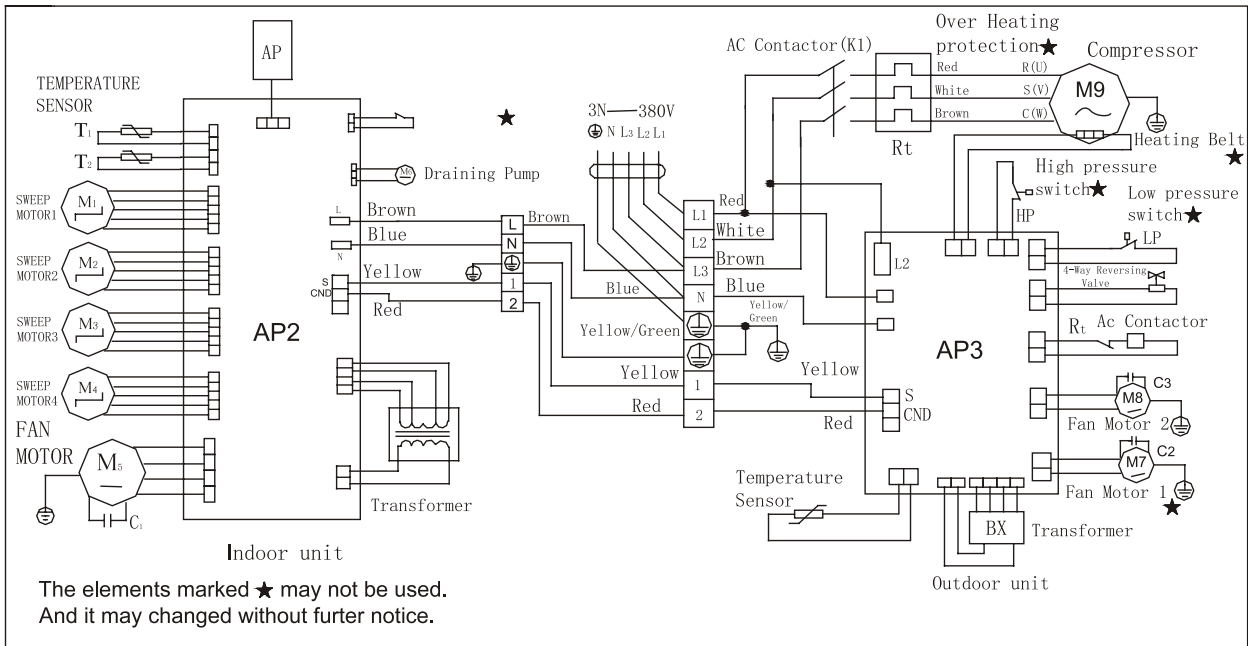 AP
TEMPERATURE
SENSOR
T1
T2
SWEEP
MOTOR1
M1
SWEEP
MOTOR2
M2
SWEEP
MOTOR3
M3
SWEEP
MOTOR4
M4
FAN
MOTOR
M5
C1
AP2
★
M6
Draining Pump
L
Brown
N
Blue
S
CND
Yellow
Red
Transformer
Indoor unit
L
N
1
2
Brown
Blue
Yellow/Green
Yellow
Red
3N——380V
N L3 L2 L1
L1
L2
L3
N
1
2
Red
White
Brown
Blue
Yellow/
Green
Yellow
Red
AC Contactor(K1)
Over Heating
protection★
Rt
Red
White
Brown
R(U)
S(V)
C(W)
Compressor
M9
Heating Belt
★
High pressure
switch★
HP
Low pressure
switch★
LP
4-Way Reversing
Valve
Rt
Ac Contactor
L2
AP3
S
CND
M8
C3
Fan Motor 2
M7
C2
Fan Motor 1
★
Temperature
Sensor
BX
Transformer
Outdoor unit
The elements marked ★ may not be used.
And it may changed without furter notice.